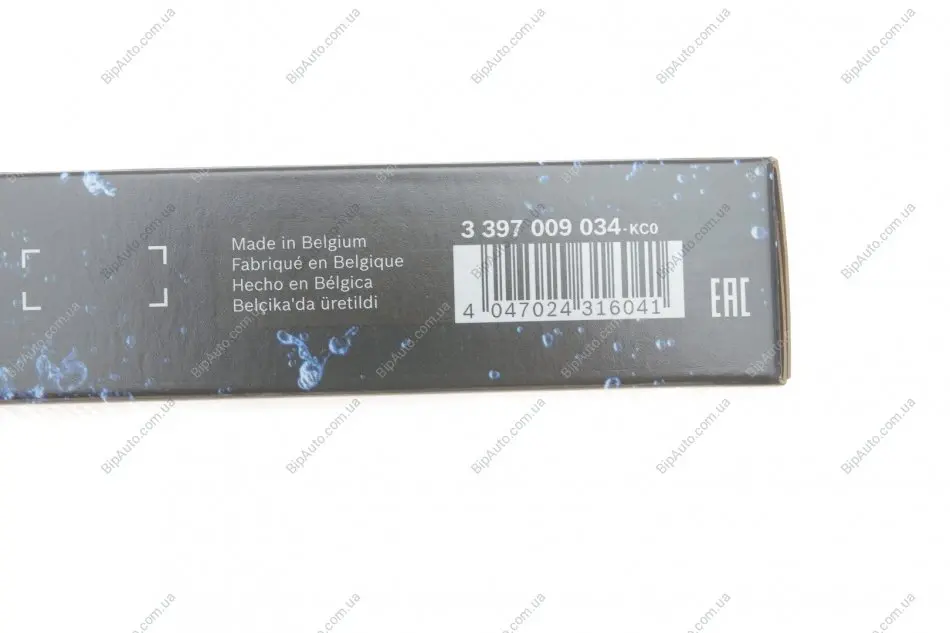 Made in Belgium
Fabriqué en Belgique
Hecho en Bélgica
Belçika'da üretildi
3 397 009 034-KC0
4 047024 316041
EAC
BipAuto.com.ua